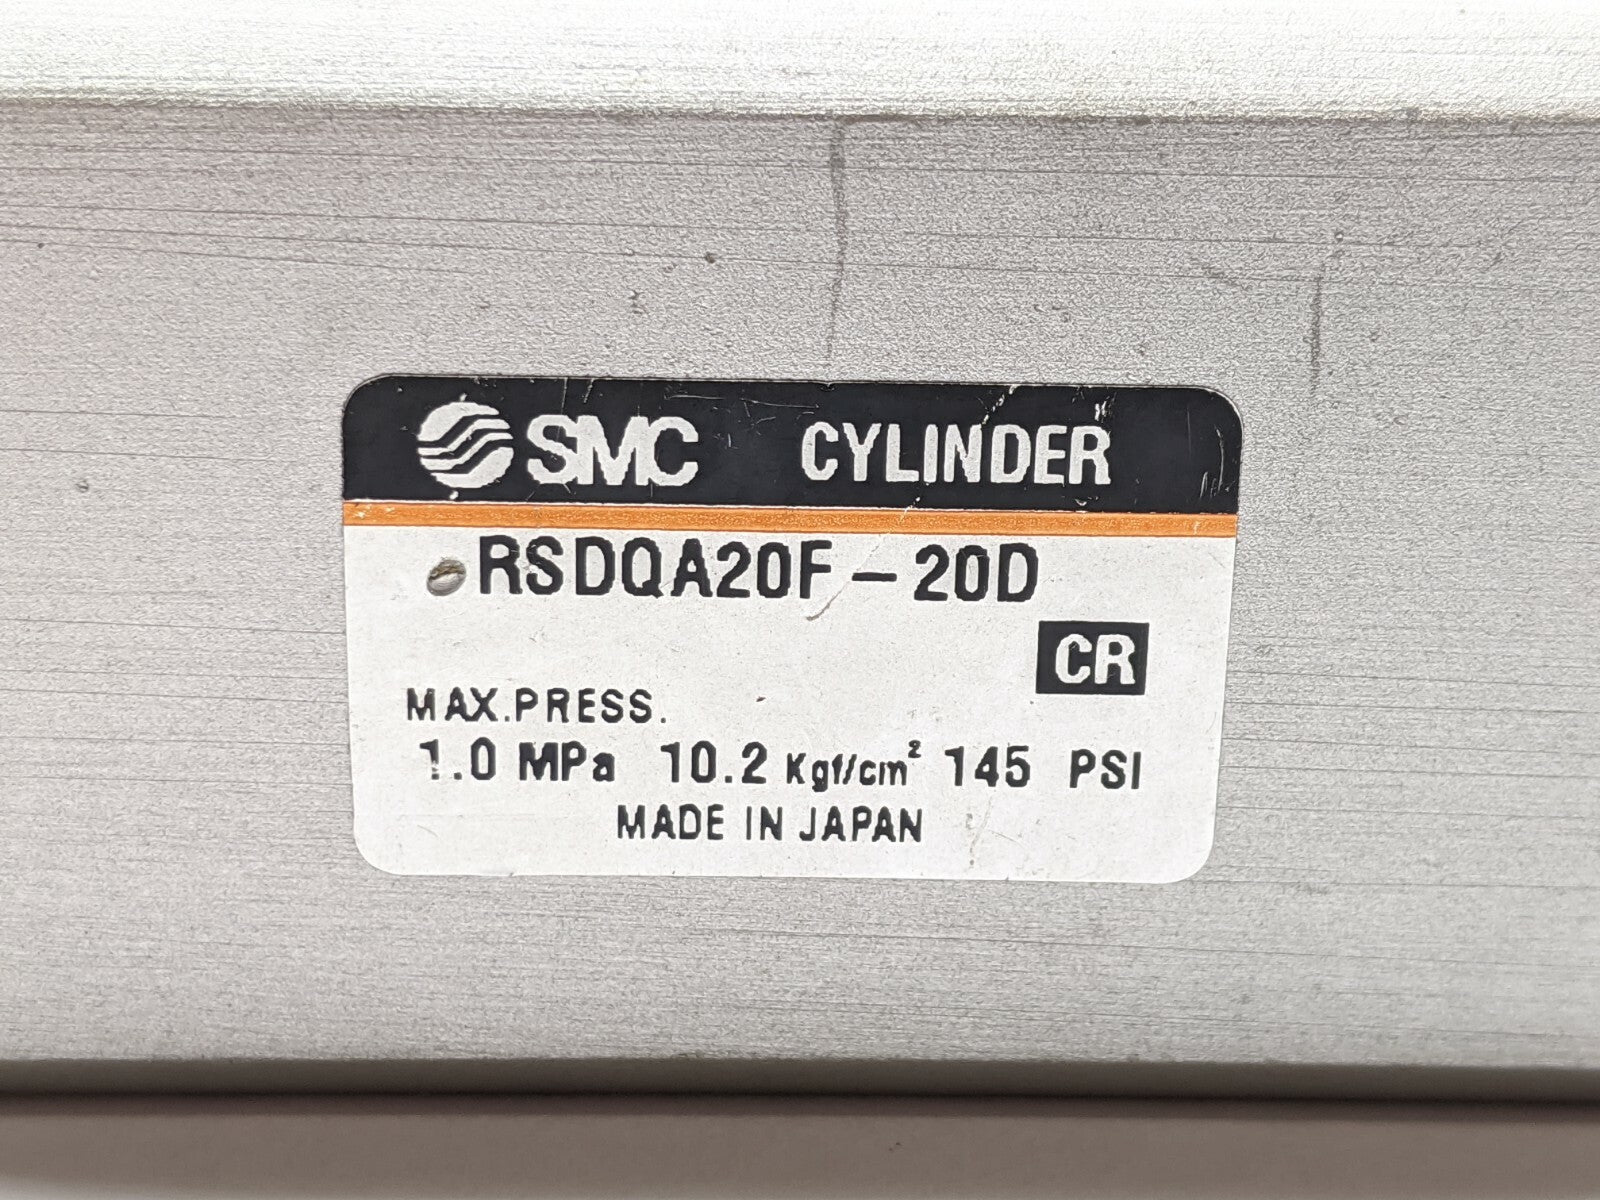 SMC CYLINDER
RSDQA20F-20D
CR
MAX.PRESS.
1.0 MPa 10.2 Kgf/cm² 145 PSI
MADE IN JAPAN